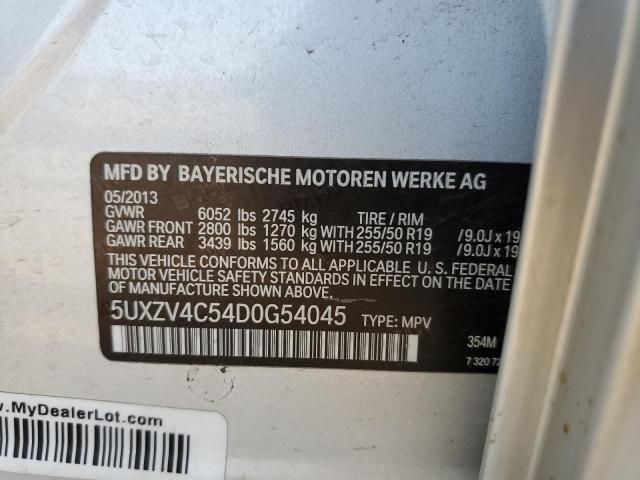 MFD BY BAYERISCHE MOTOREN WERKE AG
05/2013
GVWR 6052 lbs 2745 kg TIRE / RIM
GAWR FRONT 2800 lbs 1270 kg WITH 255/50 R19 /9.0J x 19
GAWR REAR 3439 lbs 1560 kg WITH 255/50 R19 /9.0J x 19
THIS VEHICLE CONFORMS TO ALL APPLICABLE U. S. FEDERAL
MOTOR VEHICLE SAFETY STANDARDS IN EFFECT ON THE DATE
OF MANUFACTURE SHOWN ABOVE.
5UXZV4C54D0G54045 TYPE: MPV
354M
7 320 72
.MyDealerLot.com